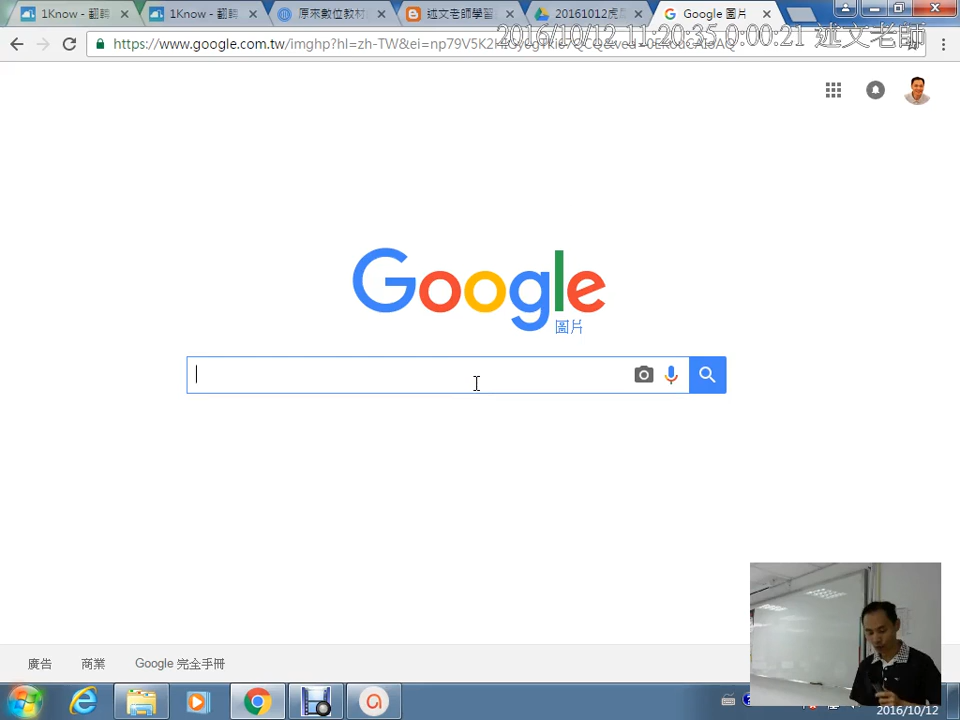 1Know - 翻轉
1Know - 翻轉
原來數位教材
述文老師學習
20161012虎
Google 圖片
2016/10/12 11:20:35 0:00:21 述文老師
https://www.google.com.tw/imghp?hl=zh-TW&ei=np79V5K2
Google
圖片
廣告
商業
Google 完全手冊
2016/10/12